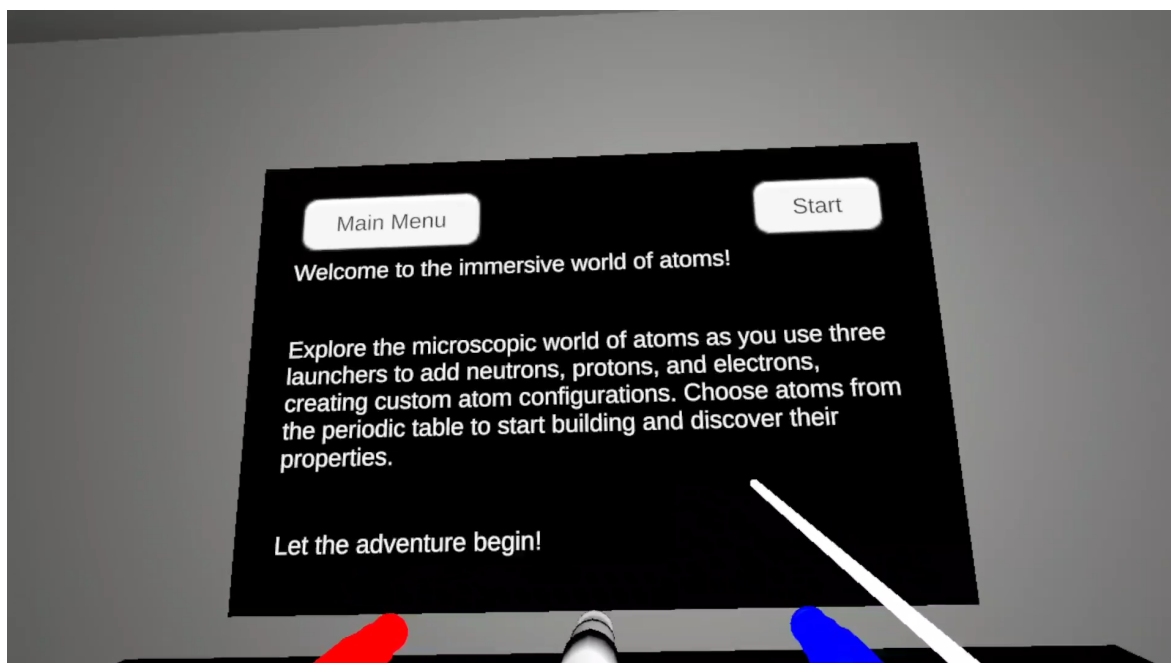 Main Menu
Start
Welcome to the immersive world of atoms!
Explore the microscopic world of atoms as you use three
launchers to add neutrons, protons, and electrons,
creating custom atom configurations. Choose atoms from
the periodic table to start building and discover their
properties.
Let the adventure begin!